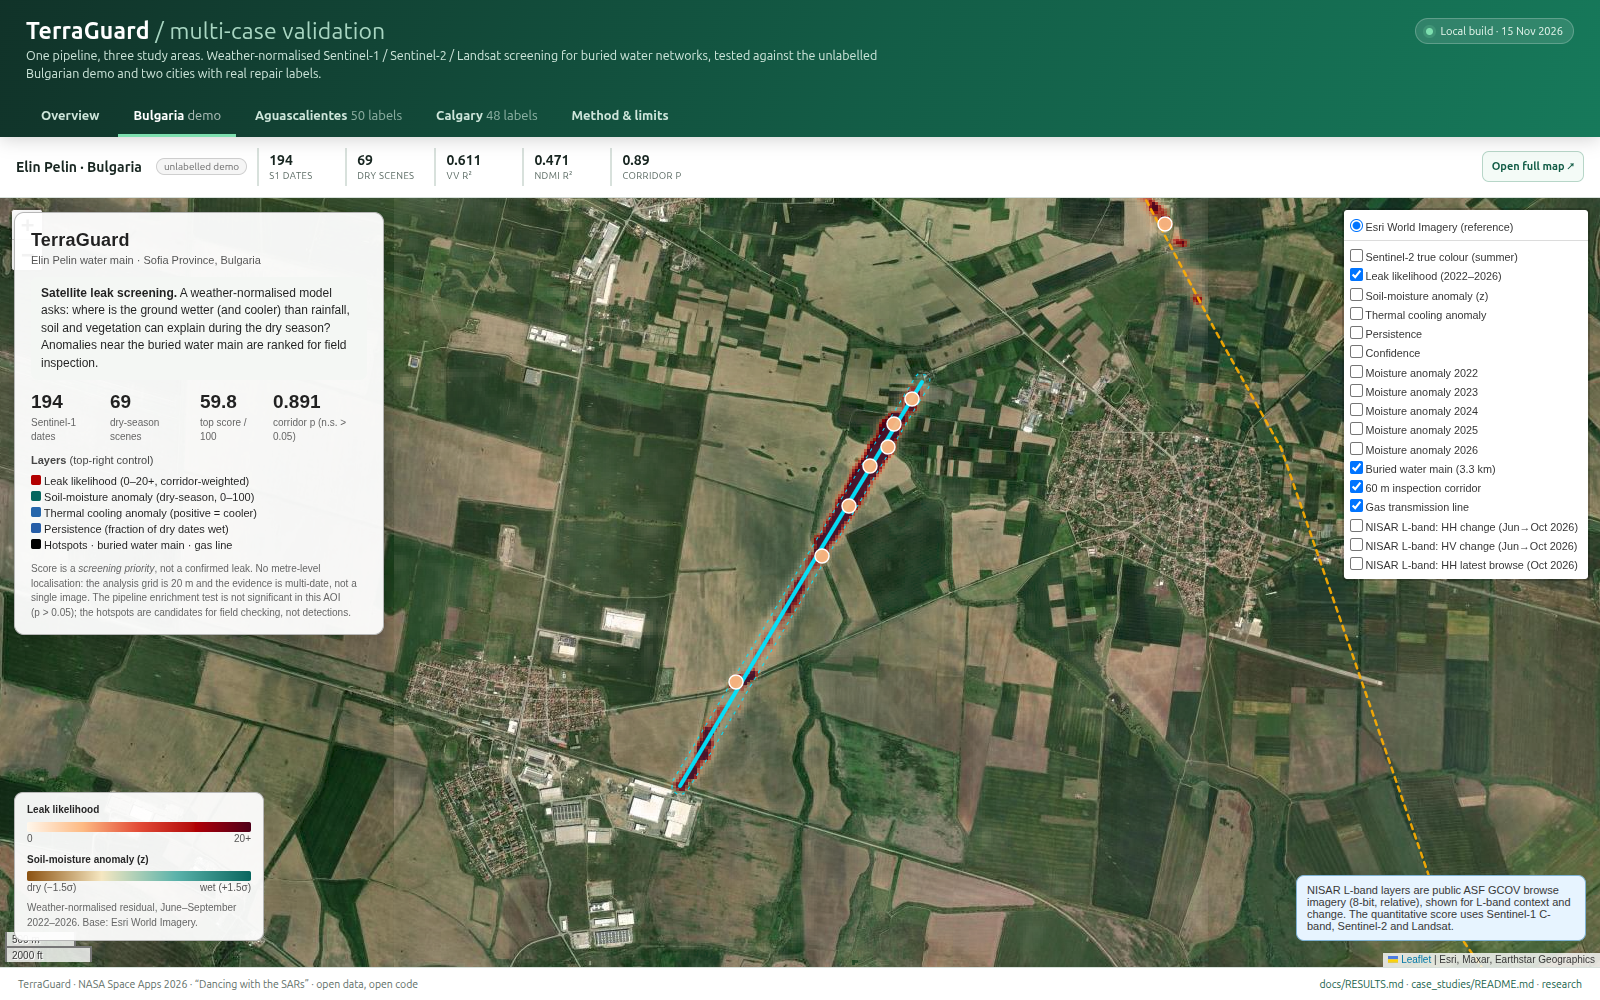 TerraGuard / multi-case validation
One pipeline, three study areas. Weather-normalised Sentinel-1 / Sentinel-2 / Landsat screening for buried water networks, tested against the unlabelled
Bulgarian demo and two cities with real repair labels.
Local build · 15 Nov 2026
Overview
Bulgaria demo
Aguascalientes 50 labels
Calgary 48 labels
Method & limits
Elin Pelin · Bulgaria
unlabelled demo
194
S1 DATES
69
DRY SCENES
0.611
VV R²
0.471
NDMI R²
0.89
CORRIDOR P
Open full map ↗
TerraGuard
Elin Pelin water main · Sofia Province, Bulgaria
Satellite leak screening. A weather-normalised model
asks: where is the ground wetter (and cooler) than rainfall,
soil and vegetation can explain during the dry season?
Anomalies near the buried water main are ranked for field
inspection.
194
Sentinel-1
dates
69
dry-season
scenes
59.8
top score /
100
0.891
corridor p (n.s. >
0.05)
Layers (top-right control)
Leak likelihood (0–20+, corridor-weighted)
Soil-moisture anomaly (dry-season, 0–100)
Thermal cooling anomaly (positive = cooler)
Persistence (fraction of dry dates wet)
Hotspots · buried water main · gas line
Score is a screening priority, not a confirmed leak. No metre-level
localisation: the analysis grid is 20 m and the evidence is multi-date, not a
single image. The pipeline enrichment test is not significant in this AOI
(p > 0.05); the hotspots are candidates for field checking, not detections.
Esri World Imagery (reference)
Sentinel-2 true colour (summer)
Leak likelihood (2022–2026)
Soil-moisture anomaly (z)
Thermal cooling anomaly
Persistence
Confidence
Moisture anomaly 2022
Moisture anomaly 2023
Moisture anomaly 2024
Moisture anomaly 2025
Moisture anomaly 2026
Buried water main (3.3 km)
60 m inspection corridor
Gas transmission line
NISAR L-band: HH change (Jun→Oct 2026)
NISAR L-band: HV change (Jun→Oct 2026)
NISAR L-band: HH latest browse (Oct 2026)
Leak likelihood
0 20+
Soil-moisture anomaly (z)
dry (−1.5σ) wet (+1.5σ)
Weather-normalised residual, June–September
2022–2026. Base: Esri World Imagery.
500 m
2000 ft
NISAR L-band layers are public ASF GCOV browse
imagery (8-bit, relative), shown for L-band context and
change. The quantitative score uses Sentinel-1 C-
band, Sentinel-2 and Landsat.
Leaflet | Esri, Maxar, Earthstar Geographics
TerraGuard · NASA Space Apps 2026 · “Dancing with the SARs” · open data, open code
docs/RESULTS.md · case_studies/README.md · research